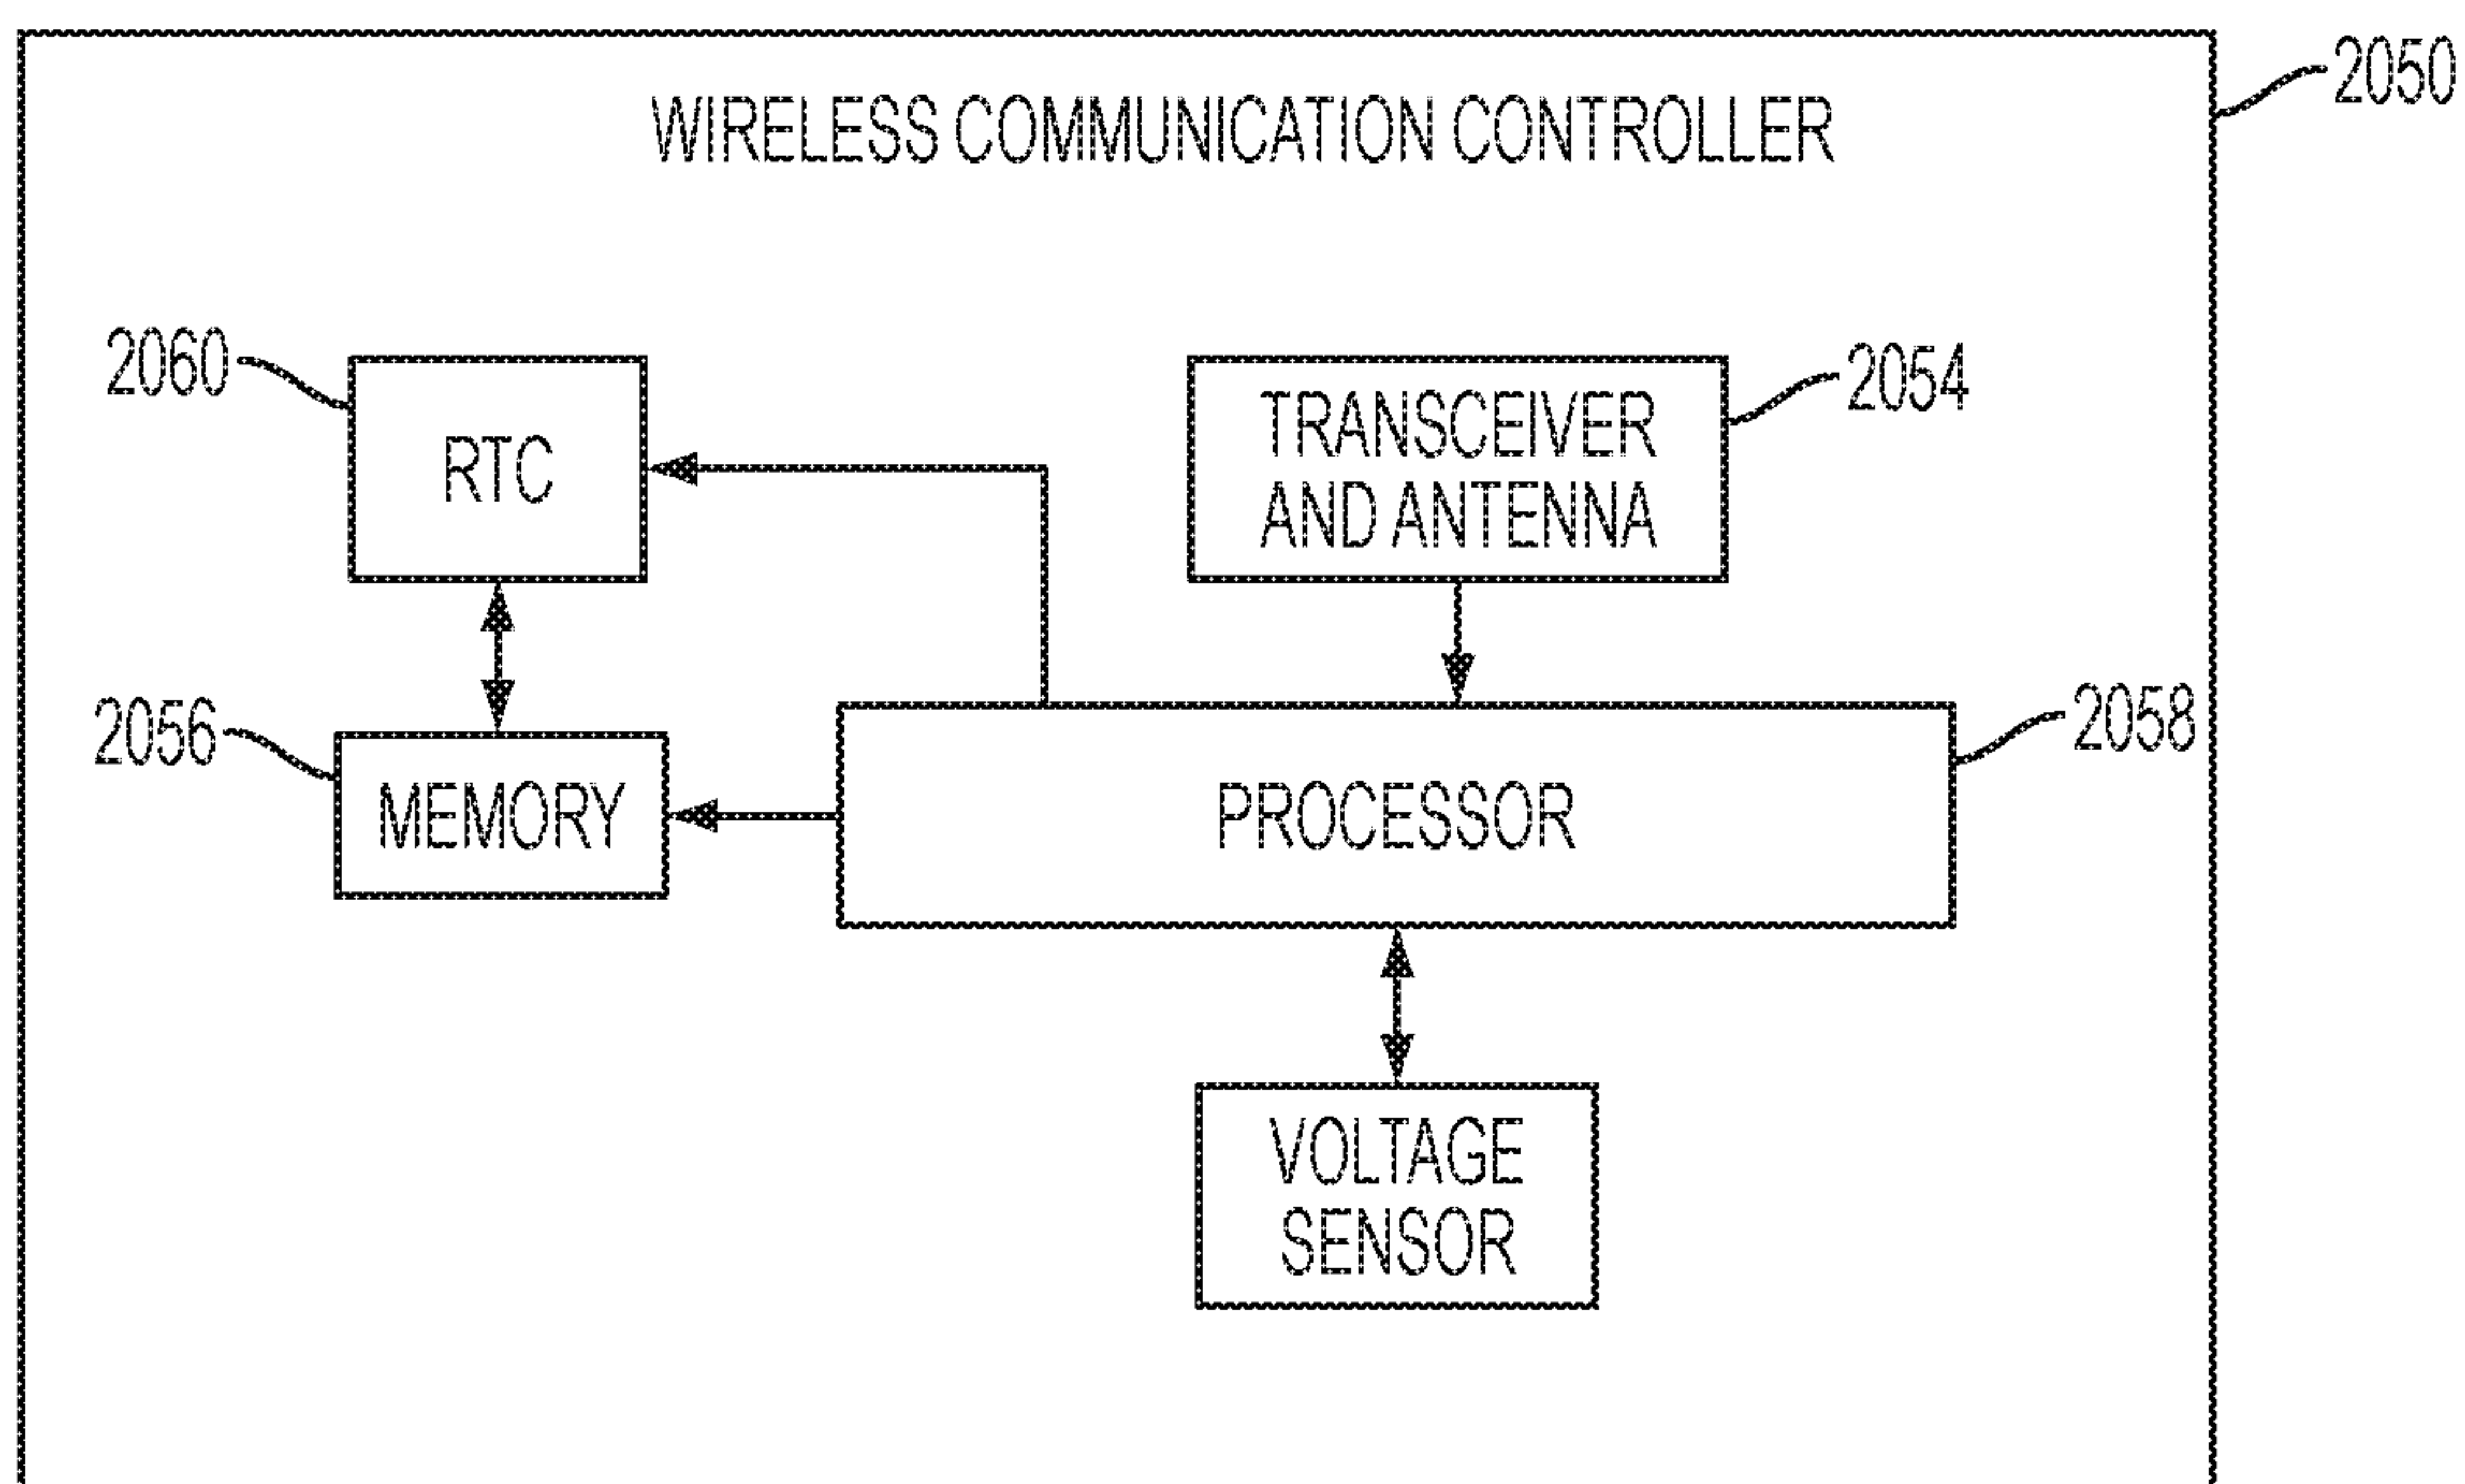 2050
WIRELESS COMMUNICATION CONTROLLER
2060
RTC
TRANSCEIVER
AND ANTENNA
2054
2056
MEMORY
PROCESSOR
2058
VOLTAGE
SENSOR